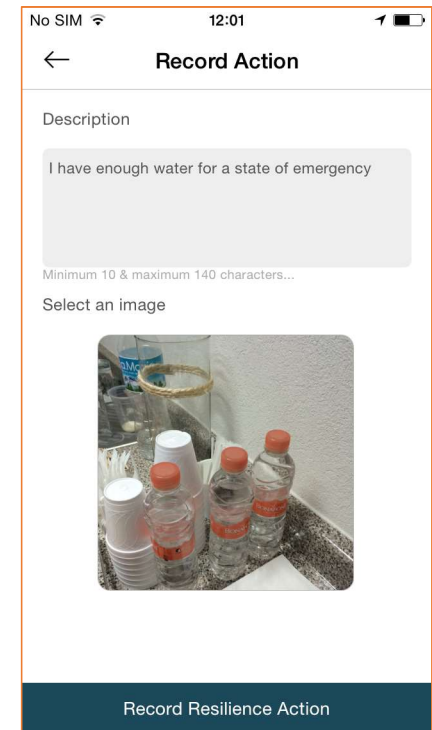 No SIM 12:01
Record Action
Description
I have enough water for a state of emergency
Minimum 10 & maximum 140 characters...
Select an image
Record Resilience Action